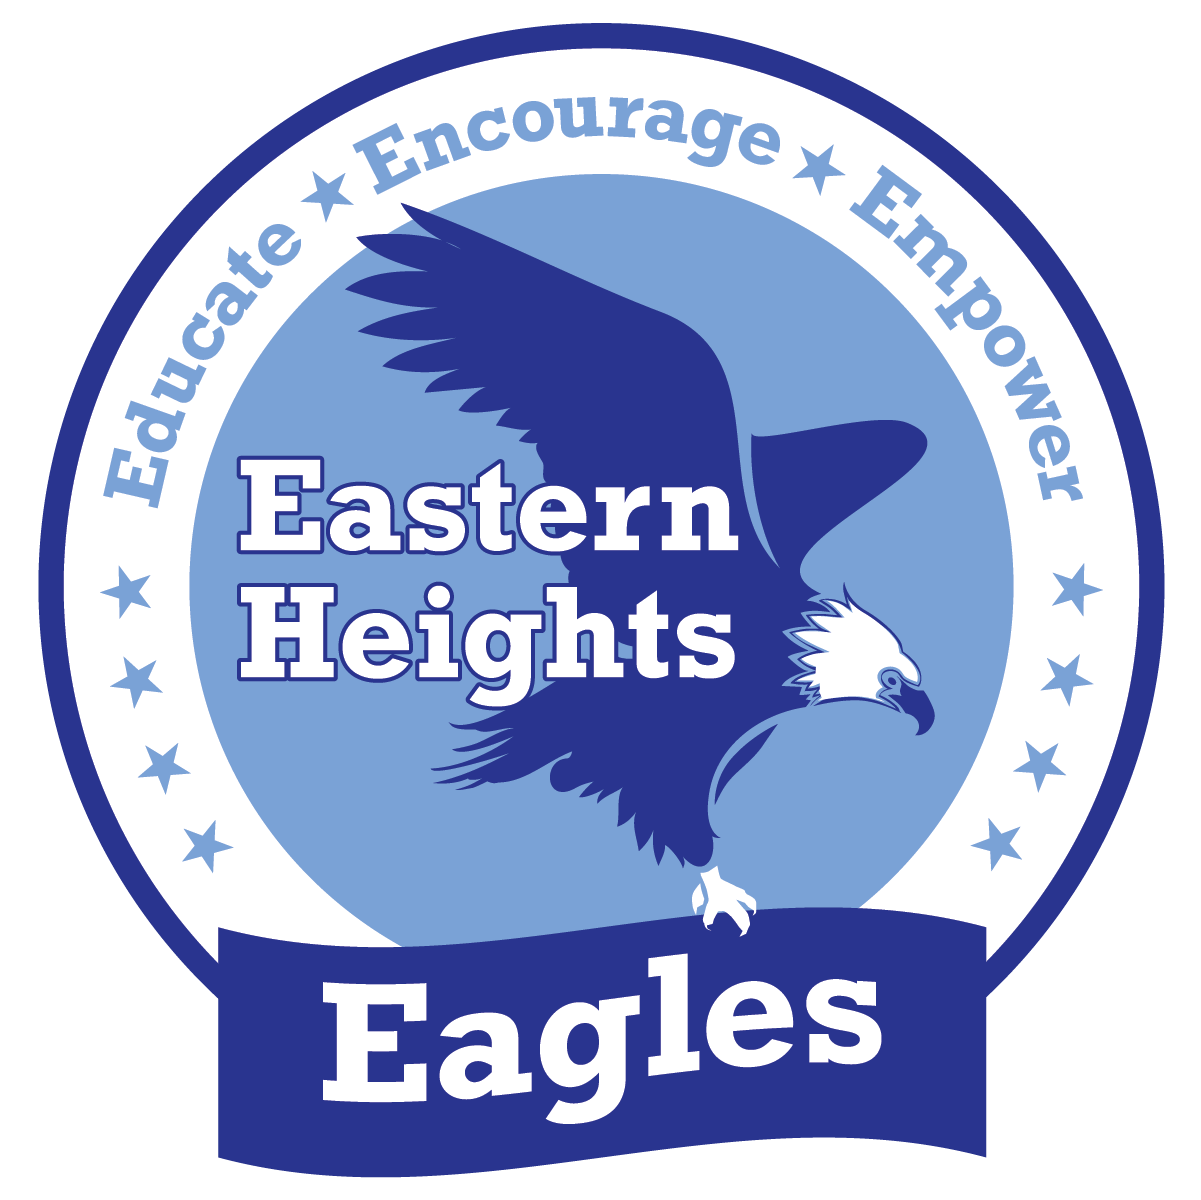 Educate ★ Encourage ★ Empower
Eastern
Heights
Eagles